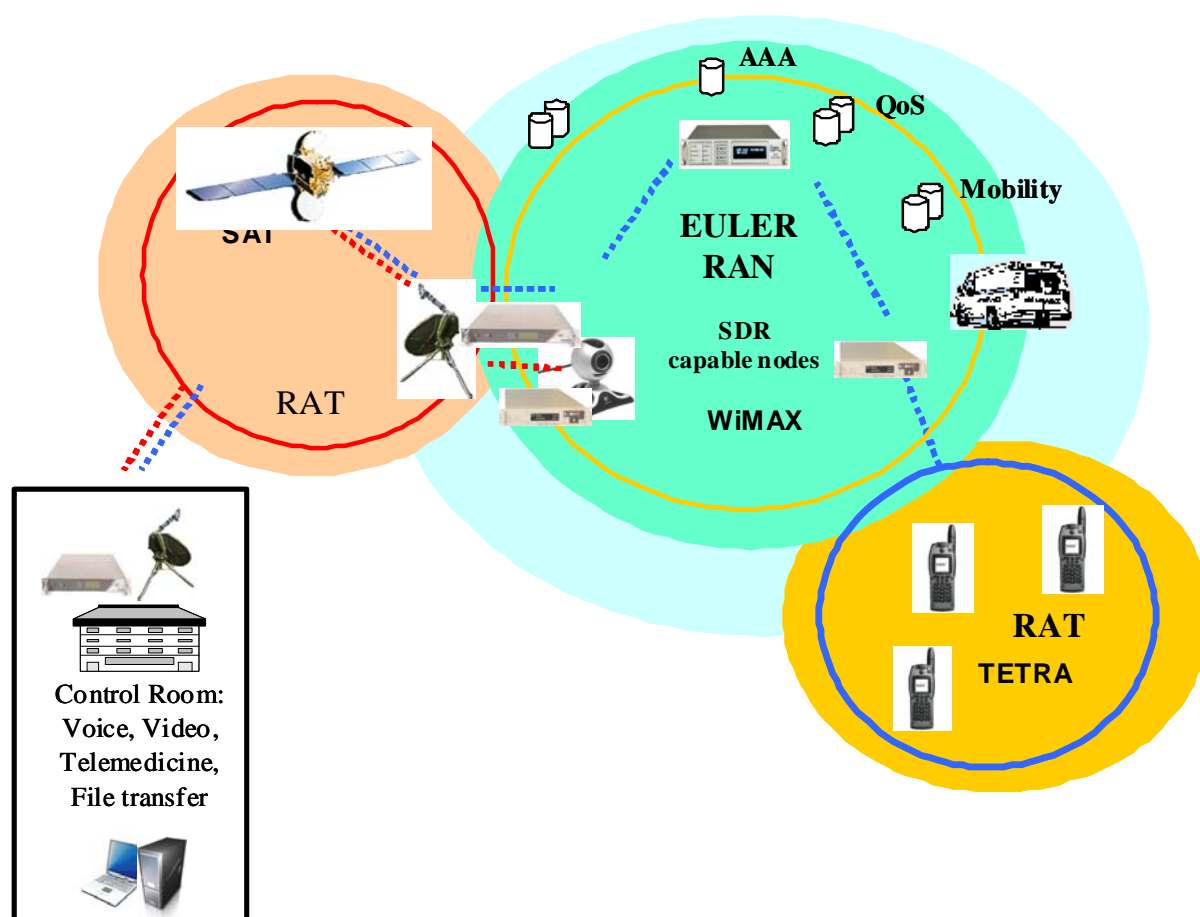 AAA
QoS
Mobility
SAT
EULER
RAN
SDR
capable nodes
WiMAX
RAT
RAT
TETRA
Control Room:
Voice, Video,
Telemedicine,
File transfer